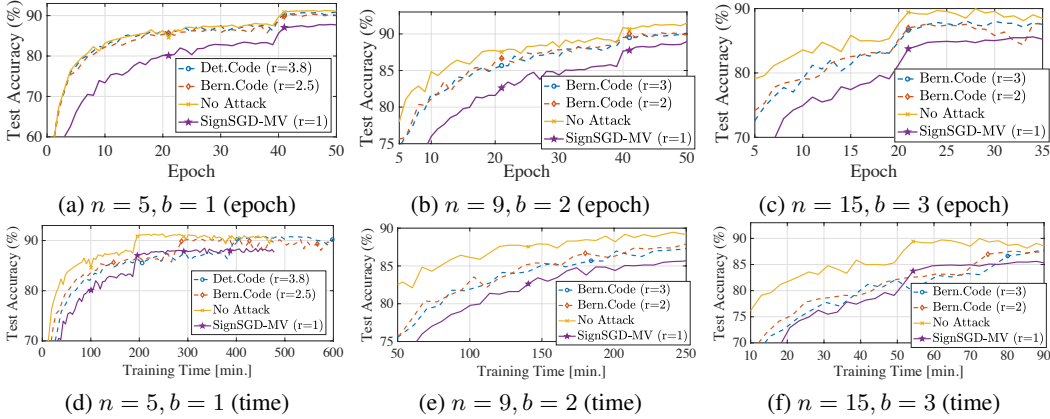 Test Accuracy (%)
100
90
80
70
60
0
10
20
30
40
50
Epoch
Det.Code (r=3.8)
Bern.Code (r=2.5)
No Attack
SignSGD-MV (r=1)
(a) n = 5, b = 1 (epoch)
Test Accuracy (%)
95
90
85
80
75
5
10
20
30
40
50
Epoch
Bern.Code (r=3)
Bern.Code (r=2)
No Attack
SignSGD-MV (r=1)
(b) n = 9, b = 2 (epoch)
Test Accuracy (%)
90
80
70
5
10
15
20
25
30
35
Epoch
Bern.Code (r=3)
Bern.Code (r=2)
No Attack
SignSGD-MV (r=1)
(c) n = 15, b = 3 (epoch)
Test Accuracy (%)
90
80
70
0
100
200
300
400
500
600
Training Time [min.]
Det.Code (r=3.8)
Bern.Code (r=2.5)
No Attack
SignSGD-MV (r=1)
(d) n = 5, b = 1 (time)
Test Accuracy (%)
90
85
80
75
50
100
150
200
250
Training Time [min.]
Bern.Code (r=3)
Bern.Code (r=2)
No Attack
SignSGD-MV (r=1)
(e) n = 9, b = 2 (time)
Test Accuracy (%)
90
85
80
75
70
10
20
30
40
50
60
70
80
90
Training Time [min.]
Bern.Code (r=3)
Bern.Code (r=2)
No Attack
SignSGD-MV (r=1)
(f) n = 15, b = 3 (time)